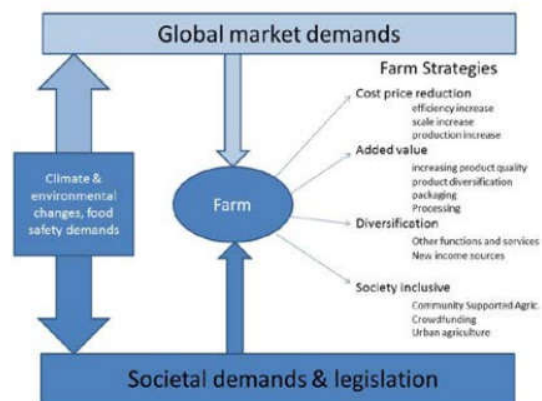 Global market demands
Farm Strategies
Cost price reduction
efficiency increase
scale increase
production increase
Added value
increasing product quality
product diversification
packaging
Processing
Climate &
environmental
changes, food
safety demands
Farm
Diversification
Other functions and services
New income sources
Society inclusive
Community Supported Agric.
Crowdfunding
Urban agriculture
Societal demands & legislation